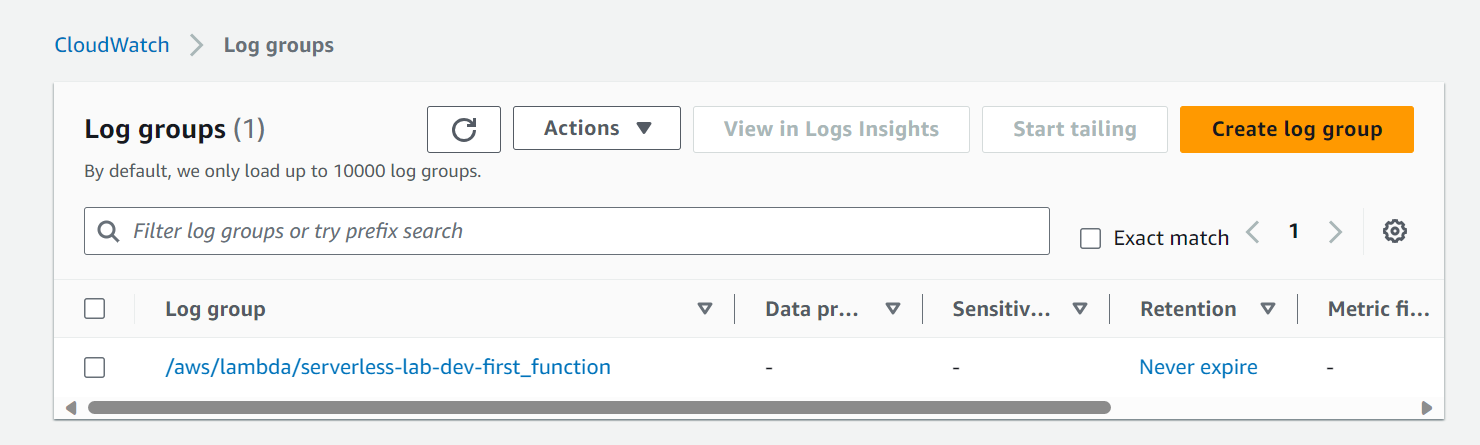 CloudWatch > Log groups
Log groups (1)
Actions
View in Logs Insights
Start tailing
Create log group
By default, we only load up to 10000 log groups.
Filter log groups or try prefix search
Exact match
1
Log group Data pr... Sensitiv... Retention Metric fi...
/aws/lambda/serverless-lab-dev-first_function - - Never expire -